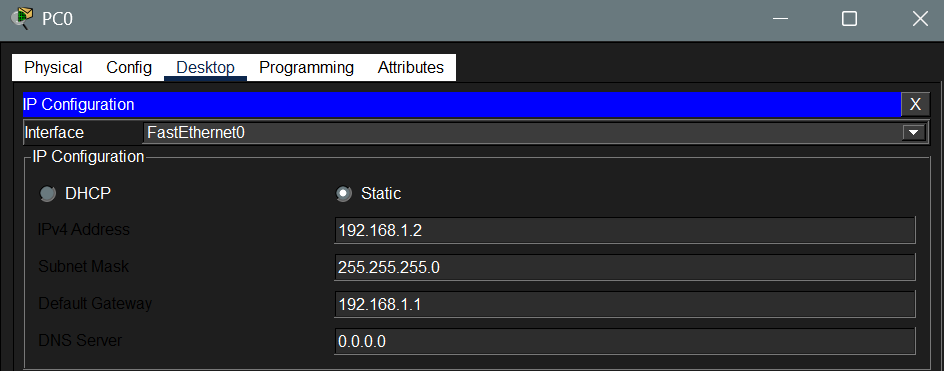 PC0
Physical Config Desktop Programming Attributes
IP Configuration X
Interface FastEthernet0
IP Configuration
DHCP Static
IPv4 Address 192.168.1.2
Subnet Mask 255.255.255.0
Default Gateway 192.168.1.1
DNS Server 0.0.0.0